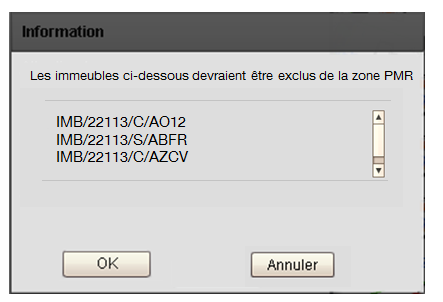 Information
Les immeubles ci-dessous devraient être exclus de la zone PMR
IMB/22113/C/AO12
IMB/22113/S/ABFR
IMB/22113/C/AZCV
OK
Annuler